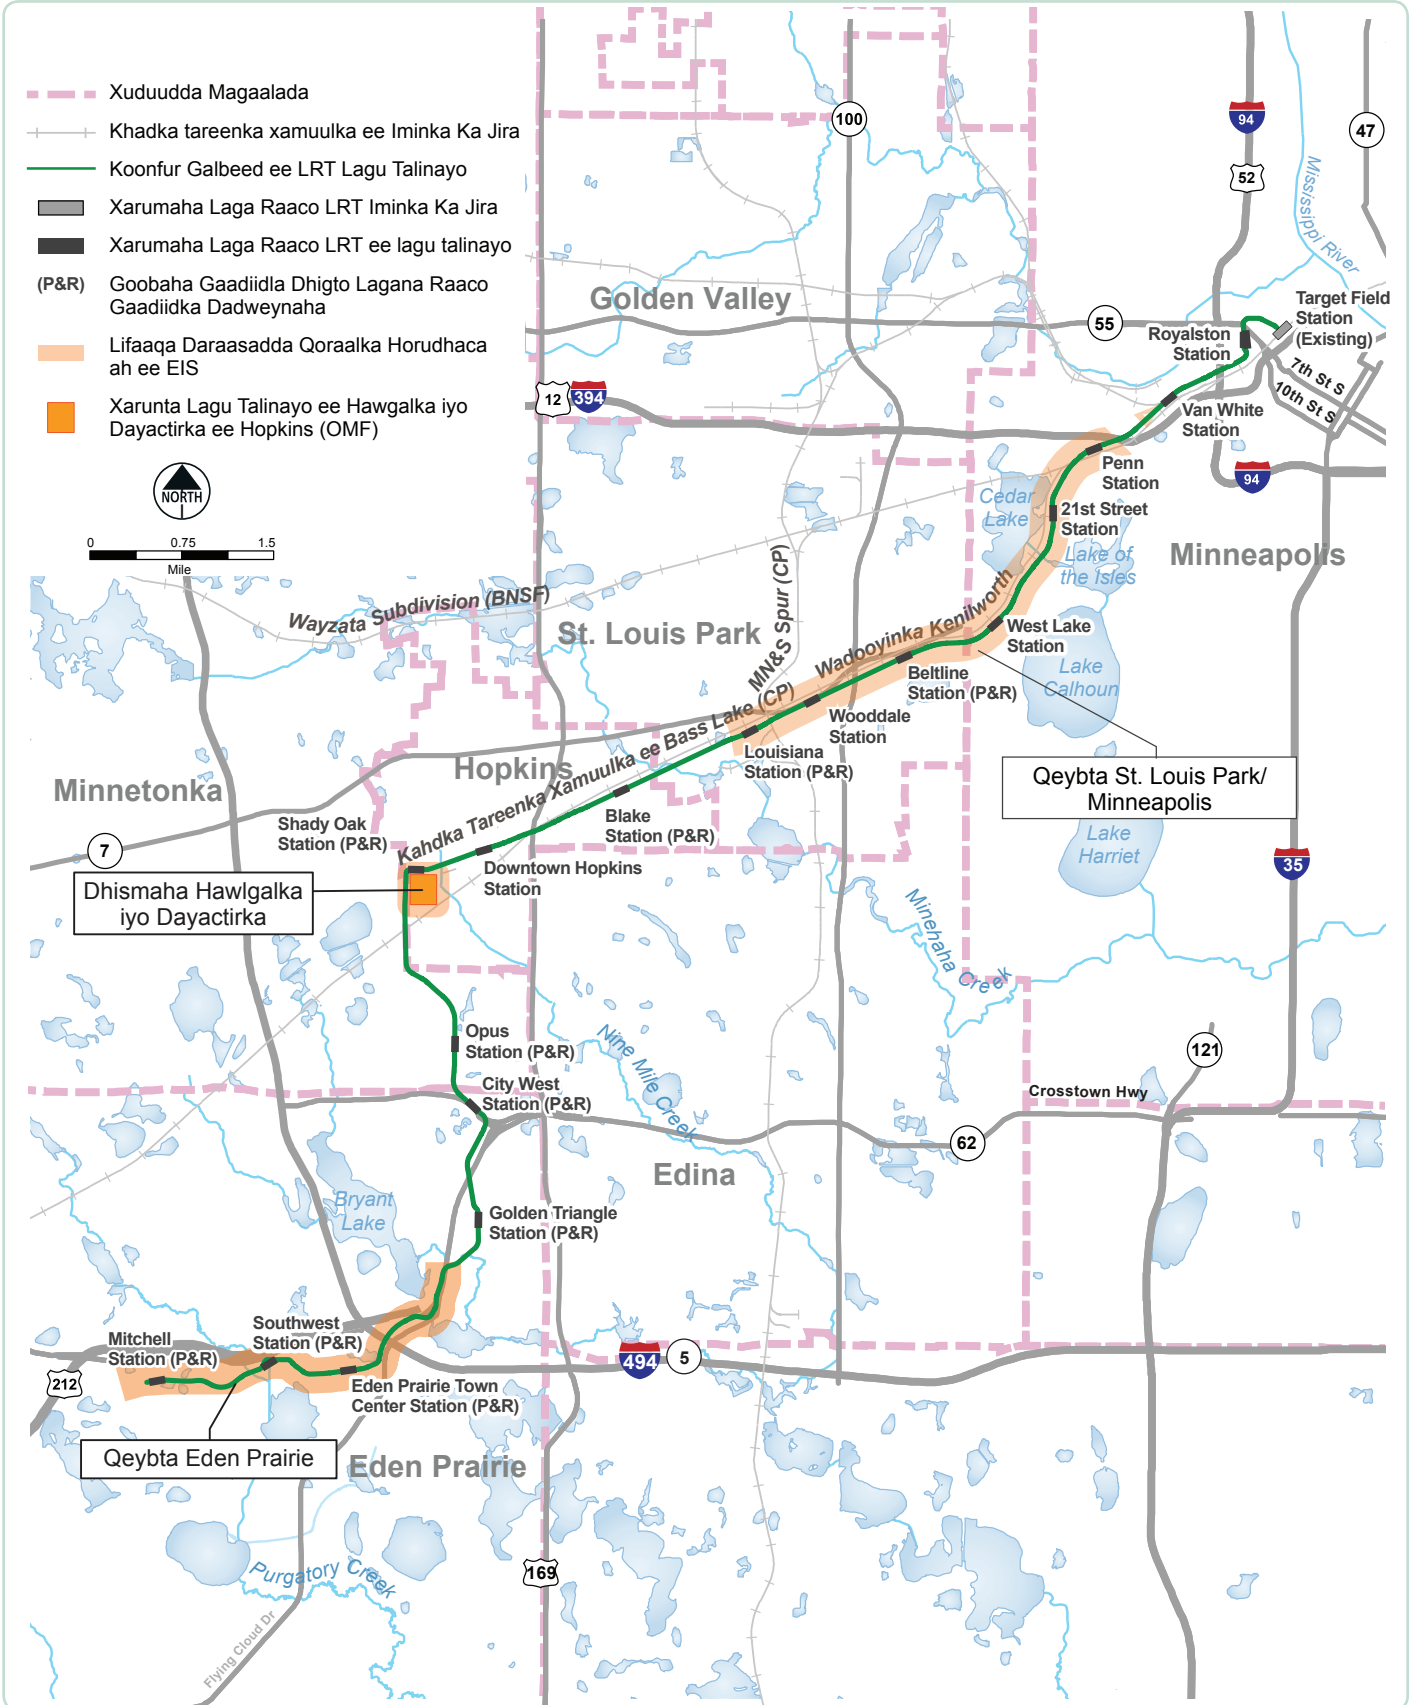 Xuduudda Magaalada
Khadka tareenka xamuulka ee Iminka Ka Jira
Koonfur Galbeed ee LRT Lagu Talinayo
Xarumaha Laga Raaco LRT Iminka Ka Jira
Xarumaha Laga Raaco LRT ee lagu talinayo
(P&R)
Goobaha Gaadiidla Dhigto Lagana Raaco
Gaadiidka Dadweynaha
Lifaaqa Daraasadda Qoraalka Horudhaca
ah ee EIS
Xarunta Lagu Talinayo ee Hawgalka iyo
Dayactirka ee Hopkins (OMF)
NORTH
0 0.75 1.5
Mile
100
94
52
47
Mississippi River
Golden Valley
55
Target Field
Station
(Existing)
Royalston
Station
7th St S
10th St S
12
394
Van White
Station
94
Penn
Station
Cedar
Lake
21st Street
Station
Lake of
the Isles
Minneapolis
Wayzata Subdivision (BNSF)
St. Louis Park
MN&S Spur (CP)
Wadooyinka Kenilworth
West Lake
Station
Lake
Calhoun
Beltline
Station (P&R)
Wooddale
Station
Louisiana
Station (P&R)
Qeybta St. Louis Park/
Minneapolis
Hopkins
Kahdka Tareenka Xamuulka ee Bass Lake (CP)
Minnetonka
Shady Oak
Station (P&R)
Blake
Station (P&R)
7
Lake
Harriet
35
Downtown Hopkins
Station
Dhismaha Hawlgalka
iyo Dayactirka
Minehaha Creek
Opus
Station (P&R)
Nine Mile Creek
121
City West
Station (P&R)
Crosstown Hwy
62
Edina
Bryant
Lake
Golden Triangle
Station (P&R)
Southwest
Station (P&R)
Mitchell
Station (P&R)
494
5
212
Eden Prairie Town
Center Station (P&R)
Qeybta Eden Prairie
Eden Prairie
169
Purgatory Creek
Flying Cloud Dr